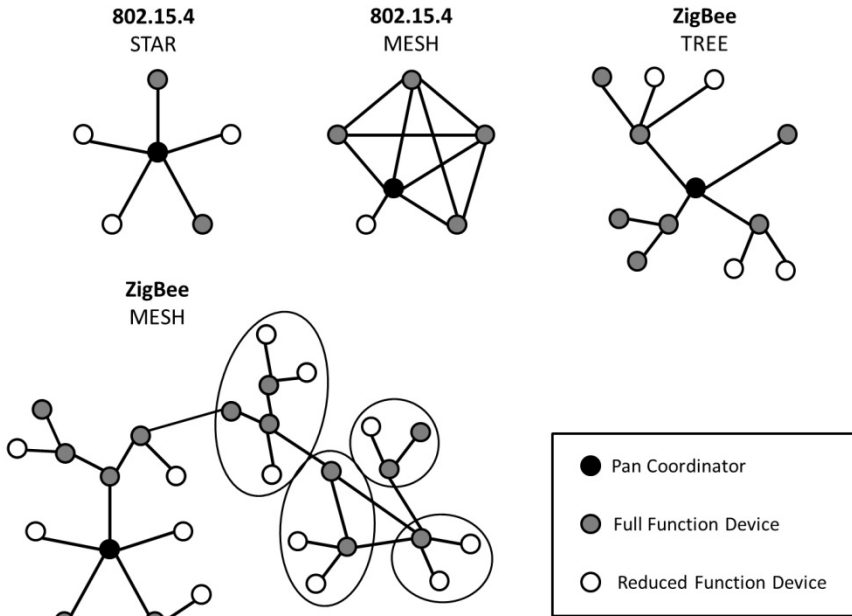 802.15.4
STAR
802.15.4
MESH
ZigBee
TREE
ZigBee
MESH
Pan Coordinator
Full Function Device
Reduced Function Device